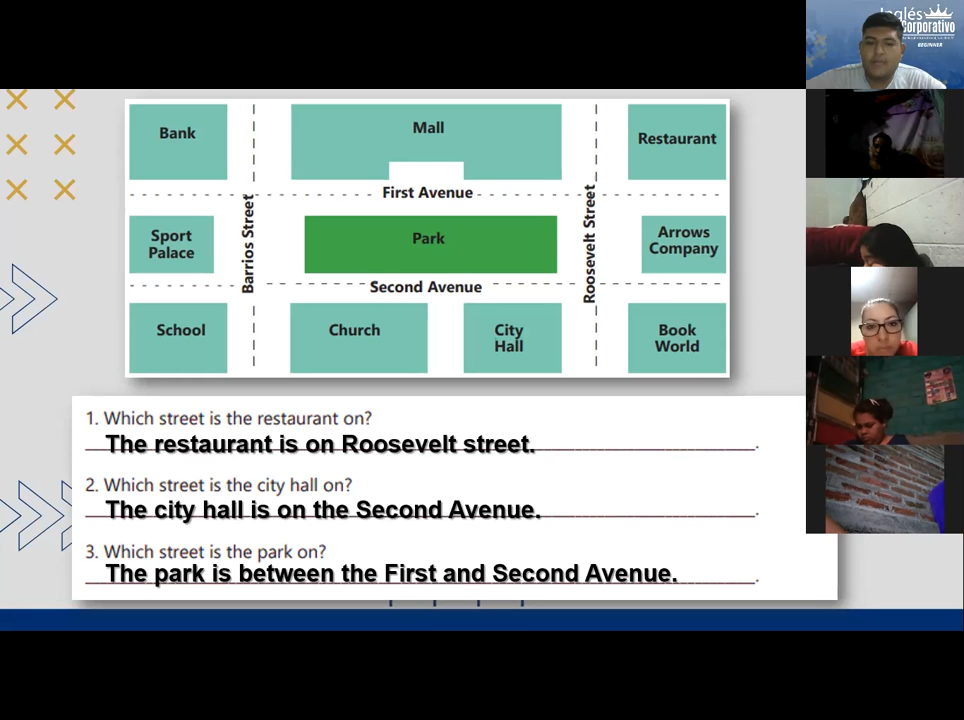 Inglés
Corporativo
BEGINNER
Bank
Mall
Restaurant
First Avenue
Barrios Street
Roosevelt Street
Sport
Palace
Park
Arrows
Company
Second Avenue
School
Church
City
Hall
Book
World
1. Which street is the restaurant on?
The restaurant is on Roosevelt street.
2. Which street is the city hall on?
The city hall is on the Second Avenue.
3. Which street is the park on?
The park is between the First and Second Avenue.